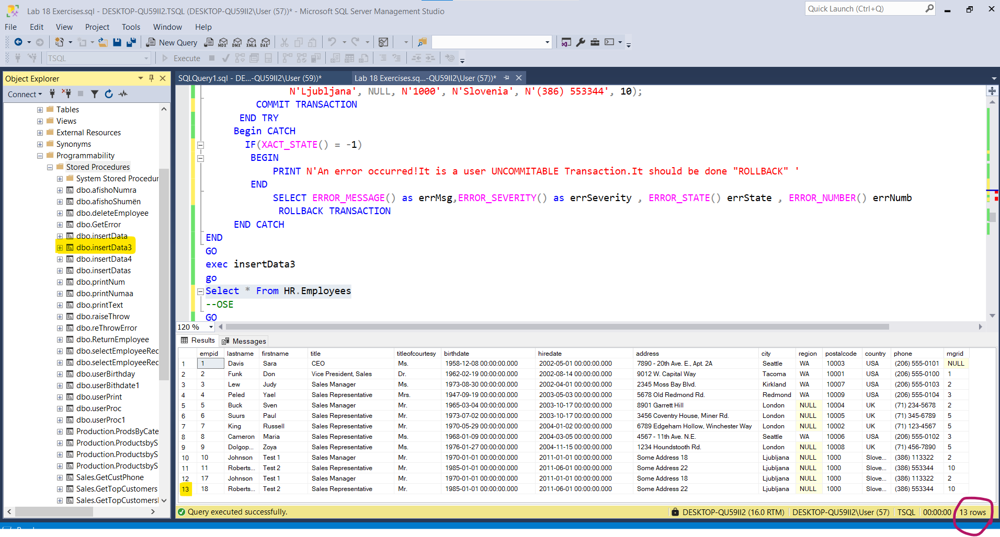 Lab 18 Exercises.sql - DESKTOP-QU59II2.TSQL (DESKTOP-QU59II2\User (57))* - Microsoft SQL Server Management Studio
Quick Launch (Ctrl+Q)
File Edit View Project Tools Window Help
New Query MDX DMX XMLA DAX
TSQL Execute
Object Explorer
Connect
Tables
Views
External Resources
Synonyms
Programmability
Stored Procedures
System Stored Procedur
dbo.afishoNumra
dbo.afishoShumën
dbo.deleteEmployee
dbo.GetError
dbo.insertData
dbo.insertData3
dbo.insertData4
dbo.insertDatas
dbo.printNum
dbo.printNumaa
dbo.printText
dbo.raiseThrow
dbo.reThrowError
dbo.ReturnEmployee
dbo.selectEmployeeRec
dbo.selectEmployeeRec
dbo.userBirthday
dbo.userBithdate1
dbo.userPrint
dbo.userProc
dbo.userProc1
Production.ProdsByCate
Production.ProductsbyS
Production.ProductsbyS
Production.ProductsbyS
Sales.GetCustPhone
Sales.GetTopCustomers
Sales.GetTopCustomersI
SQLQuery1.sql - DE...-QU59II2\User (59))* Lab 18 Exercises.sq...-QU59II2\User (57))*
N'Ljubljana', NULL, N'1000', N'Slovenia', N'(386) 553344', 10);
COMMIT TRANSACTION
END TRY
Begin CATCH
IF(XACT_STATE() = -1)
BEGIN
PRINT N'An error occurred!It is a user UNCOMMITABLE Transaction.It should be done "ROLLBACK" '
END
SELECT ERROR_MESSAGE() as errMsg,ERROR_SEVERITY() as errSeverity , ERROR_STATE() errState , ERROR_NUMBER() errNumb
ROLLBACK TRANSACTION
END CATCH
END
GO
exec insertData3
go
Select * From HR.Employees
--OSE
GO
120 %
Results Messages
empid lastname firstname title titleofcourtesy birthdate hiredate address city region postalcode country phone mgrid
1 1 Davis Sara CEO Ms. 1958-12-08 00:00:00.000 2002-05-01 00:00:00.000 7890 - 20th Ave. E., Apt. 2A Seattle WA 10003 USA (206) 555-0101 NULL
2 2 Funk Don Vice President, Sales Dr. 1962-02-19 00:00:00.000 2002-08-14 00:00:00.000 9012 W. Capital Way Tacoma WA 10001 USA (206) 555-0100 1
3 3 Lew Judy Sales Manager Ms. 1973-08-30 00:00:00.000 2002-04-01 00:00:00.000 2345 Moss Bay Blvd. Kirkland WA 10007 USA (206) 555-0103 2
4 4 Peled Yael Sales Representative Mrs. 1947-09-19 00:00:00.000 2003-05-03 00:00:00.000 5678 Old Redmond Rd. Redmond WA 10009 USA (206) 555-0104 3
5 5 Buck Sven Sales Manager Mr. 1965-03-04 00:00:00.000 2003-10-17 00:00:00.000 8901 Garrett Hill London NULL 10004 UK (71) 234-5678 2
6 6 Suurs Paul Sales Representative Mr. 1973-07-02 00:00:00.000 2003-10-17 00:00:00.000 3456 Coventry House, Miner Rd. London NULL 10005 UK (71) 345-6789 5
7 7 King Russell Sales Representative Mr. 1970-05-29 00:00:00.000 2004-01-02 00:00:00.000 6789 Edgeham Hollow, Winchester Way London NULL 10002 UK (71) 123-4567 5
8 8 Cameron Maria Sales Representative Ms. 1968-01-09 00:00:00.000 2004-03-05 00:00:00.000 4567 - 11th Ave. N.E. Seattle WA 10006 USA (206) 555-0102 3
9 9 Dolgop... Zoya Sales Representative Ms. 1976-01-27 00:00:00.000 2004-11-15 00:00:00.000 1234 Houndstooth Rd. London NULL 10008 UK (71) 456-7890 5
10 10 Johnson Test 1 Sales Manager Mr. 1970-01-01 00:00:00.000 2011-01-01 00:00:00.000 Some Address 18 Ljubljana NULL 1000 Slove... (386) 113322 2
11 11 Roberts... Test 2 Sales Representative Mr. 1985-01-01 00:00:00.000 2011-06-01 00:00:00.000 Some Address 22 Ljubljana NULL 1000 Slove... (386) 553344 10
12 17 Johnson Test 1 Sales Manager Mr. 1970-01-01 00:00:00.000 2011-01-01 00:00:00.000 Some Address 18 Ljubljana NULL 1000 Slove... (386) 113322 2
13 18 Roberts... Test 2 Sales Representative Mr. 1985-01-01 00:00:00.000 2011-06-01 00:00:00.000 Some Address 22 Ljubljana NULL 1000 Slove... (386) 553344 10
Query executed successfully. DESKTOP-QU59II2 (16.0 RTM) DESKTOP-QU59II2\User (57) TSQL 00:00:00 13 rows